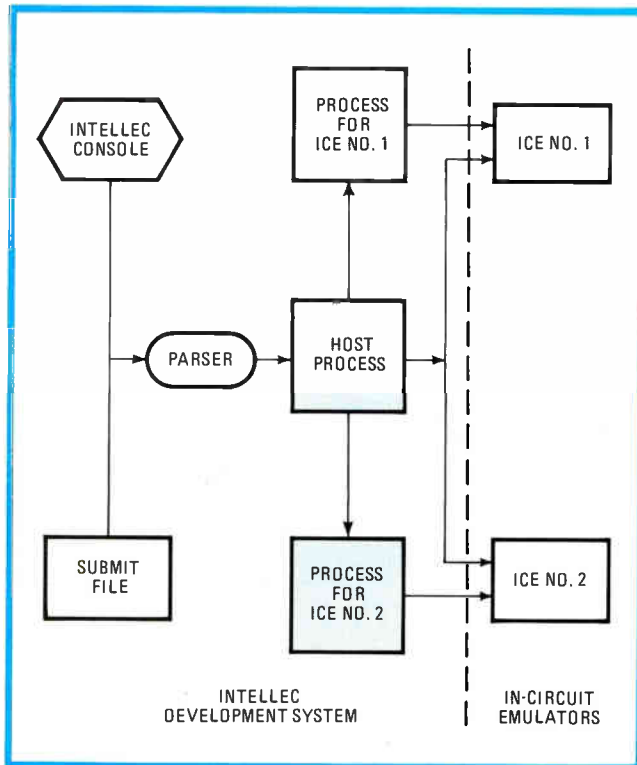 INTELLEC
CONSOLE
PROCESS
FOR
ICE NO. 1
ICE NO. 1
PARSER
HOST
PROCESS
SUBMIT
FILE
PROCESS
FOR
ICE NO. 2
ICE NO. 2
INTELLEC
DEVELOPMENT SYSTEM
IN-CIRCUIT
EMULATORS